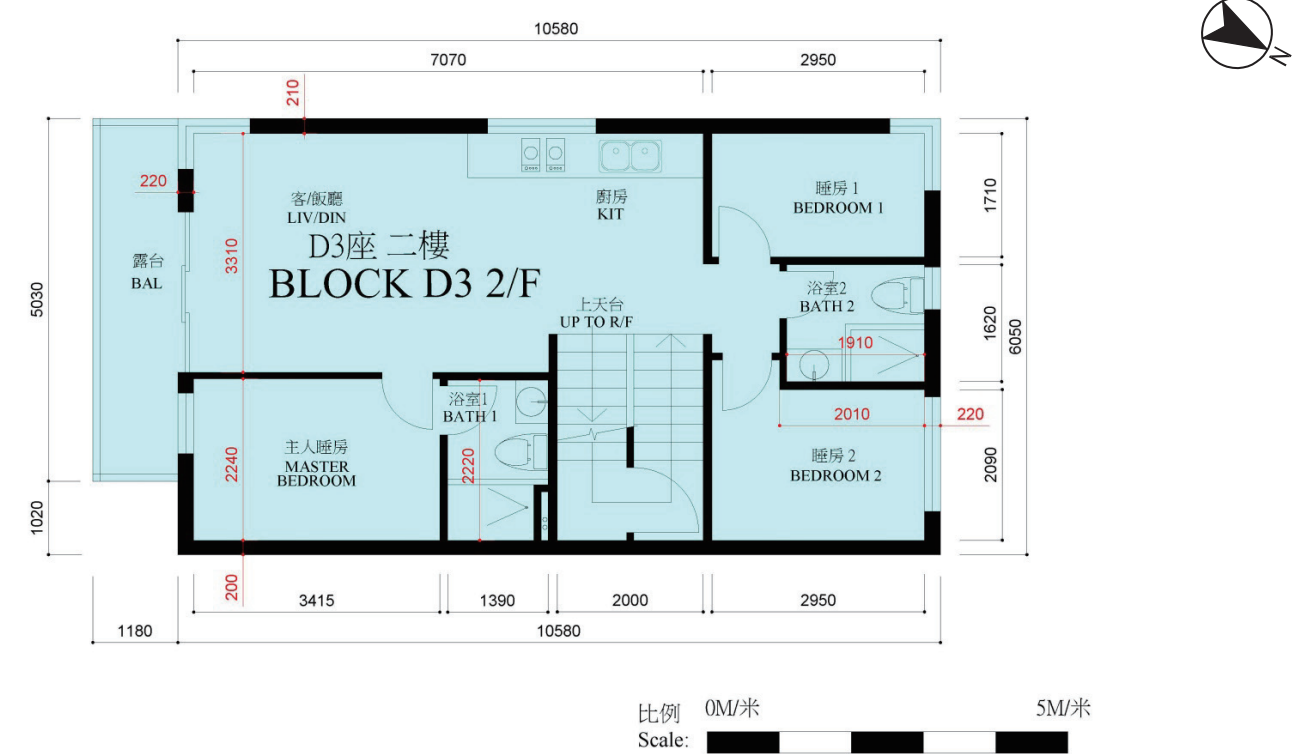 10580
7070
2950
N
210
220
客/飯廳
LIV/DIN
廚房
KIT
睡房 1
BEDROOM 1
1710
D3座 二樓
BLOCK D3 2/F
3310
露台
BAL
5030
上天台
UP TO R/F
浴室2
BATH 2
1910
1620
6050
浴室1
BATH 1
2010
220
主人睡房
MASTER
BEDROOM
2240
2220
睡房 2
BEDROOM 2
2090
1020
200
3415
1390
2000
2950
1180
10580
比例
Scale:
0M/米
5M/米